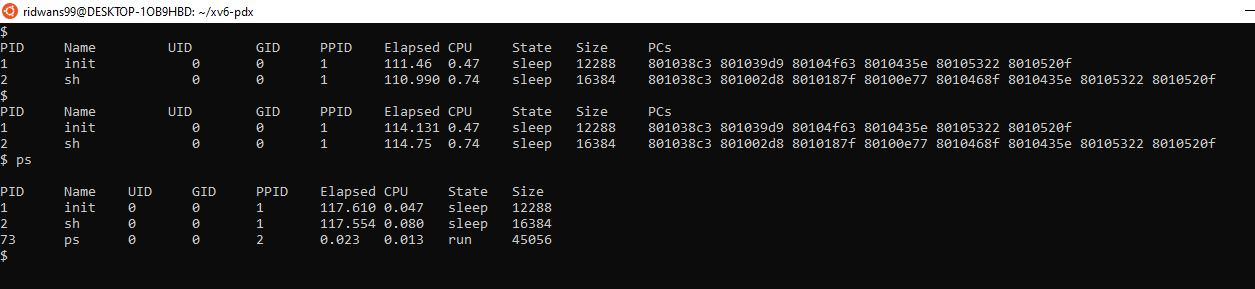 ridwans99@DESKTOP-1OB9HBD: ~/xv6-pdx
$
PID Name UID GID PPID Elapsed CPU State Size PCs
1 init 0 0 1 111.46 0.47 sleep 12288 801038c3 801039d9 80104f63 8010435e 80105322 8010520f
2 sh 0 0 1 110.990 0.74 sleep 16384 801038c3 801002d8 8010187f 80100e77 8010468f 8010435e 80105322 8010520f
$
PID Name UID GID PPID Elapsed CPU State Size PCs
1 init 0 0 1 114.131 0.47 sleep 12288 801038c3 801039d9 80104f63 8010435e 80105322 8010520f
2 sh 0 0 1 114.75 0.74 sleep 16384 801038c3 801002d8 8010187f 80100e77 8010468f 8010435e 80105322 8010520f
$ ps
PID Name UID GID PPID Elapsed CPU State Size
1 init 0 0 1 117.610 0.047 sleep 12288
2 sh 0 0 1 117.554 0.080 sleep 16384
73 ps 0 0 2 0.023 0.013 run 45056
$